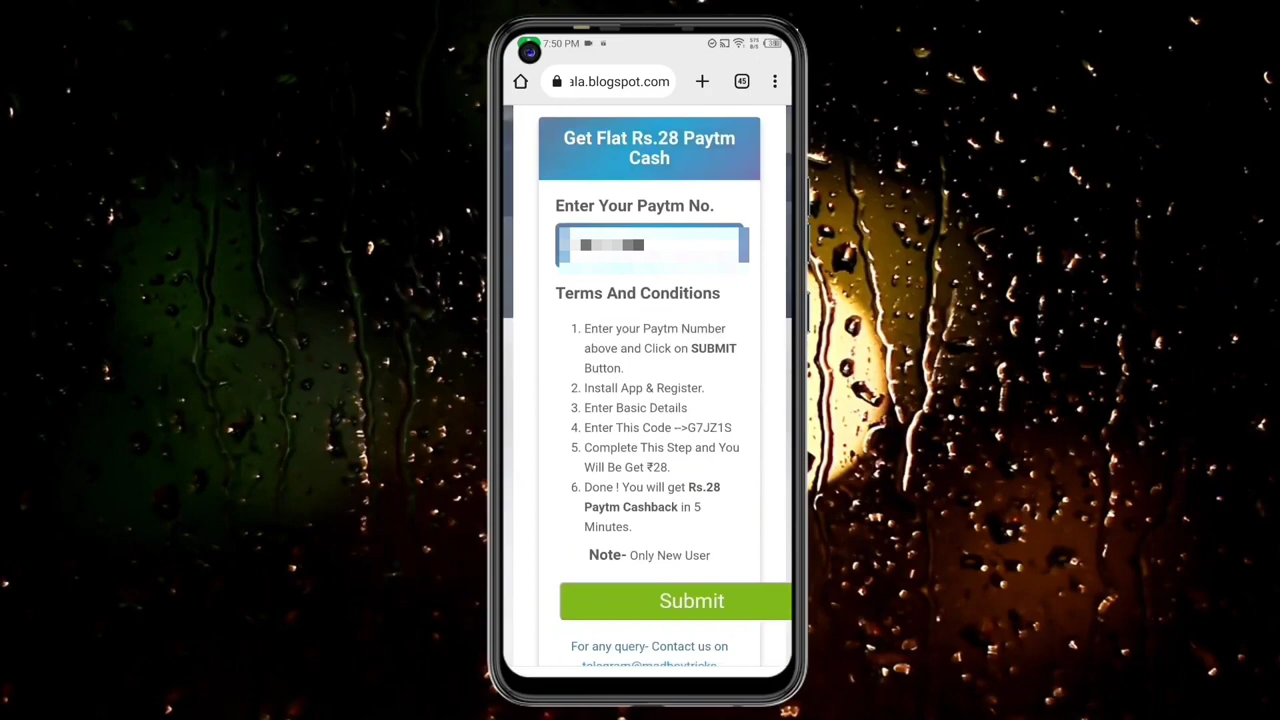 7:50 PM
575
B/S
ala.blogspot.com
45
Get Flat Rs.28 Paytm
Cash
Enter Your Paytm No.
Terms And Conditions
1. Enter your Paytm Number
above and Click on SUBMIT
Button.
2. Install App & Register.
3. Enter Basic Details
4. Enter This Code -->G7JZ1S
5. Complete This Step and You
Will Be Get ₹28.
6. Done ! You will get Rs.28
Paytm Cashback in 5
Minutes.
Note- Only New User
Submit
For any query- Contact us on
telegram@madboytricks